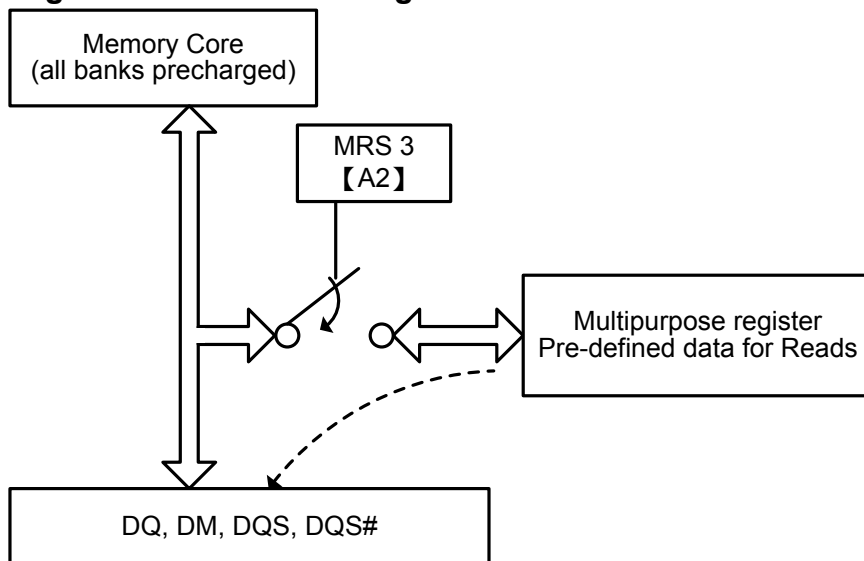 Memory Core
(all banks precharged)
MRS 3
【A2】
Multipurpose register
Pre-defined data for Reads
DQ, DM, DQS, DQS#